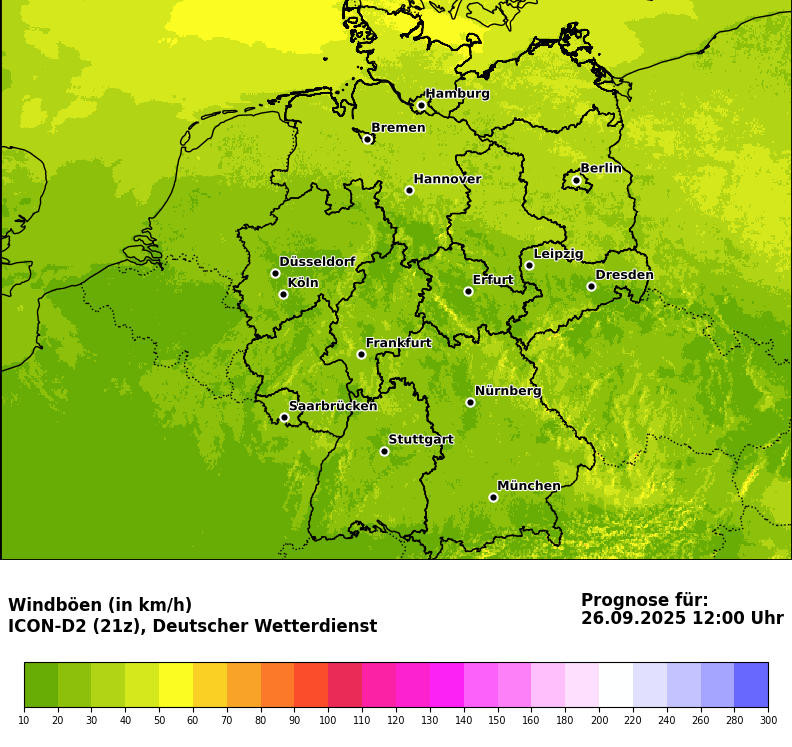 Hamburg
Bremen
Berlin
Hannover
Leipzig
Düsseldorf
Dresden
Köln
Erfurt
Frankfurt
Nürnberg
Saarbrücken
Stuttgart
München
Windböen (in km/h)
ICON-D2 (21z), Deutscher Wetterdienst
Prognose für:
26.09.2025 12:00 Uhr
10 20 30 40 50 60 70 80 90 100 110 120 130 140 150 160 180 200 220 240 260 280 300